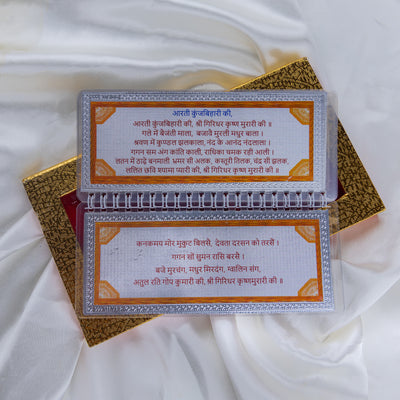 आरती कुंजबिहारी की,
आरती कुंजबिहारी की, श्री गिरिधर कृष्ण मुरारी की ॥
गले में बैजंती माला, बजावै मुरली मधुर बाला ।
श्रवण में कुण्डल झलकाला, नंद के आनंद नंदलाला ।
गगन सम अंग कांति काली, राधिका चमक रही आली ।
लतन में ठाढ़े बनमाली भ्रमर सी अलक, कस्तूरी तिलक, चंद्र सी झलक,
ललित छवि श्यामा प्यारी की, श्री गिरिधर कृष्ण मुरारी की ॥
कनकमय मोर मुकुट बिलसै, देवता दरसन को तरसैं ।
गगन सों सुमन रासि बरसै ।
बजे मुरचंग, मधुर मिरदंग, ग्वालिन संग,
अतुल रति गोप कुमारी की, श्री गिरिधर कृष्णमुरारी की ॥